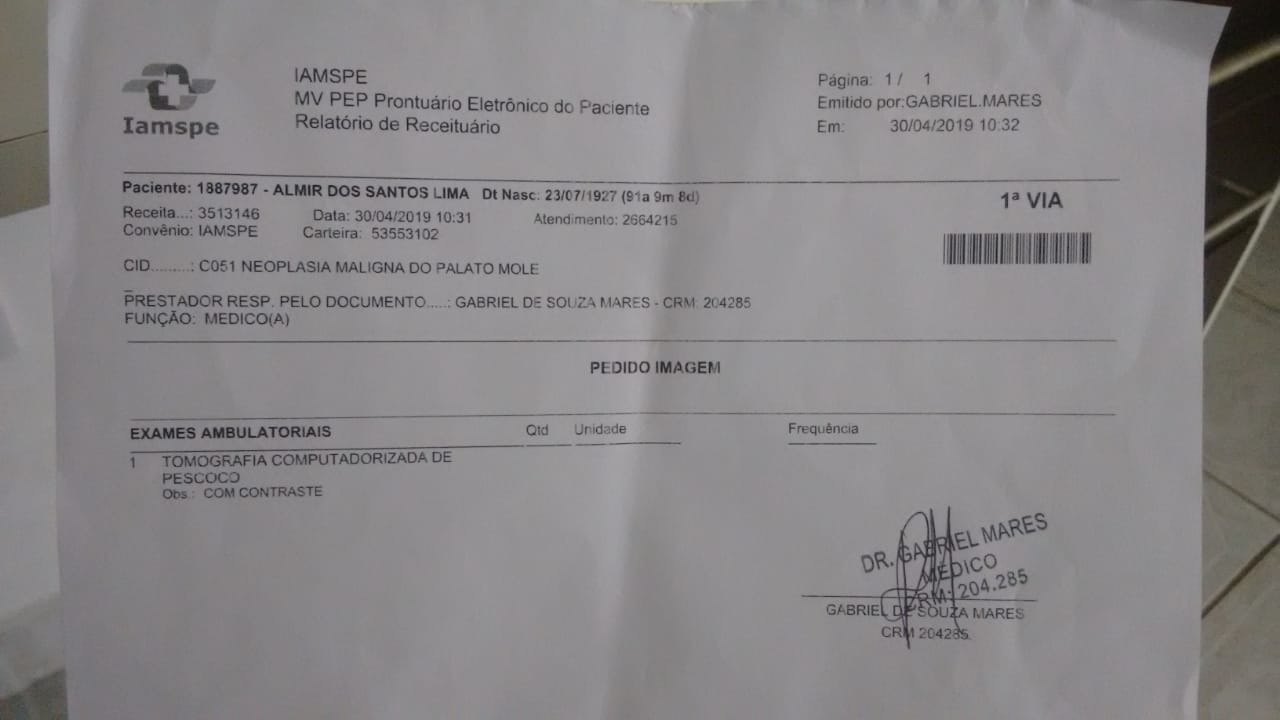 Iamspe
IAMSPE
MV PEP Prontuário Eletrônico do Paciente
Relatório de Receituário
Página: 1 / 1
Emitido por:GABRIEL.MARES
Em: 30/04/2019 10:32
Paciente: 1887987 - ALMIR DOS SANTOS LIMA Dt Nasc: 23/07/1927 (91a 9m 8d)
Receita...: 3513146 Data: 30/04/2019 10:31 Atendimento: 2664215
Convênio: IAMSPE Carteira: 53553102
1ª VIA
CID.........: C051 NEOPLASIA MALIGNA DO PALATO MOLE
PRESTADOR RESP. PELO DOCUMENTO.....: GABRIEL DE SOUZA MARES - CRM: 204285
FUNÇÃO: MEDICO(A)
PEDIDO IMAGEM
EXAMES AMBULATORIAIS Qtd Unidade Frequência
1 TOMOGRAFIA COMPUTADORIZADA DE
PESCOCO
Obs.: COM CONTRASTE
DR. GABRIEL MARES
MÉDICO
CRM: 204.285
GABRIEL DE SOUZA MARES
CRM 204285